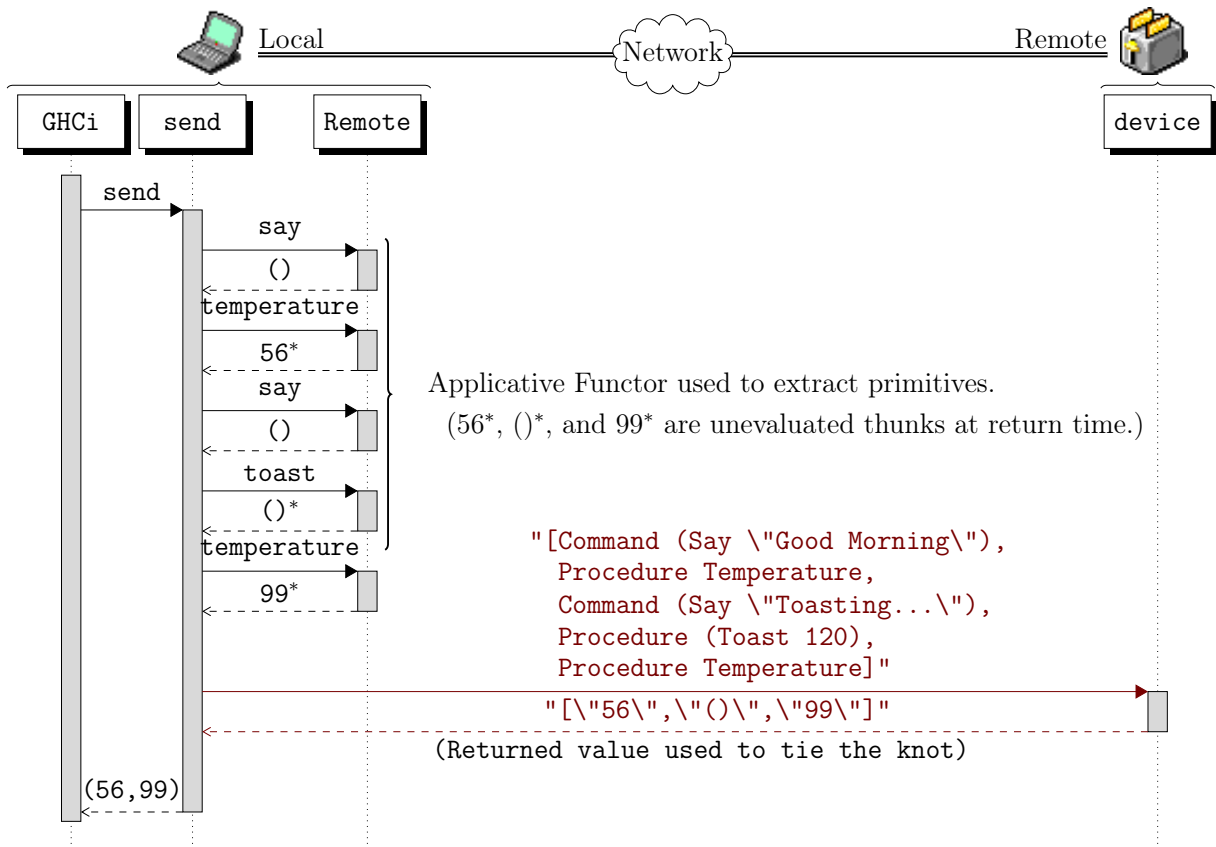 Local
Network
Remote
GHCi
send
Remote
device
send
say
()
temperature
56*
say
()
toast
()*
temperature
99*
Applicative Functor used to extract primitives.
(56*, ()*, and 99* are unevaluated thunks at return time.)
"[Command (Say \"Good Morning\"),
Procedure Temperature,
Command (Say \"Toasting...\"),
Procedure (Toast 120),
Procedure Temperature]"
"[\"56\",\"()\",\"99\"]"
(Returned value used to tie the knot)
(56,99)